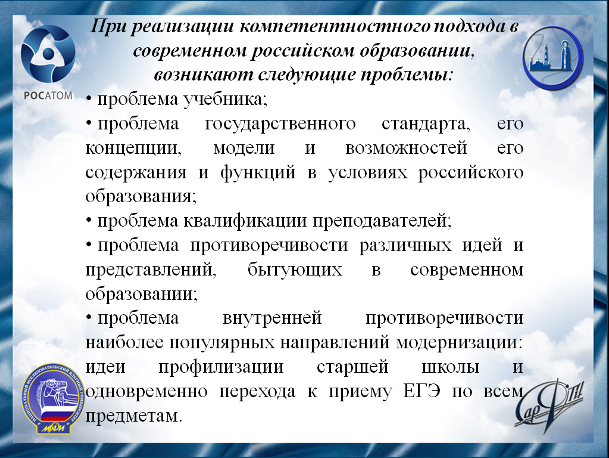 При реализации компетентностного подхода в
современном российском образовании,
возникают следующие проблемы:
• проблема учебника;
• проблема государственного стандарта, его
концепции, модели и возможностей его
содержания и функций в условиях российского
образования;
• проблема квалификации преподавателей;
• проблема противоречивости различных идей и
представлений, бытующих в современном
образовании;
• проблема внутренней противоречивости
наиболее популярных направлений модернизации:
идеи профилизации старшей школы и
одновременно перехода к приему ЕГЭ по всем
предметам.
РОСАТОМ
МИФИ
СарФТИ